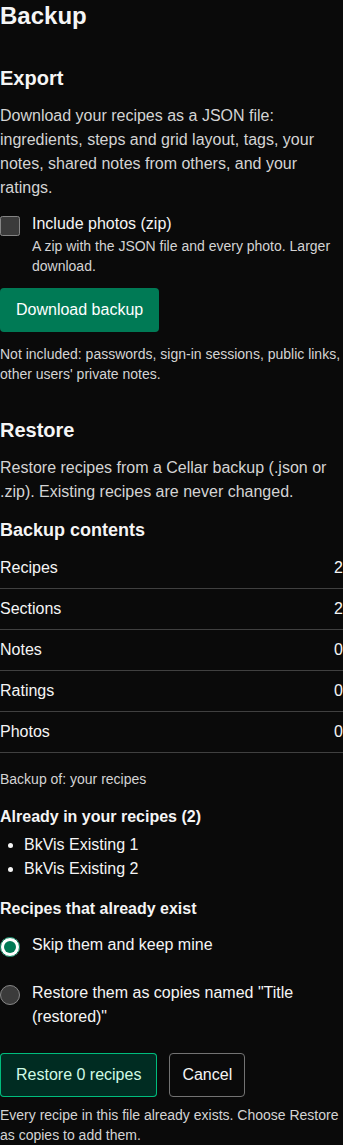 Backup
Export
Download your recipes as a JSON file:
ingredients, steps and grid layout, tags, your
notes, shared notes from others, and your
ratings.
Include photos (zip)
A zip with the JSON file and every photo. Larger
download.
Download backup
Not included: passwords, sign-in sessions, public links,
other users' private notes.
Restore
Restore recipes from a Cellar backup (.json or
.zip). Existing recipes are never changed.
Backup contents
Recipes 2
Sections 2
Notes 0
Ratings 0
Photos 0
Backup of: your recipes
Already in your recipes (2)
• BkVis Existing 1
• BkVis Existing 2
Recipes that already exist
Skip them and keep mine
Restore them as copies named "Title
(restored)"
Restore 0 recipes Cancel
Every recipe in this file already exists. Choose Restore
as copies to add them.